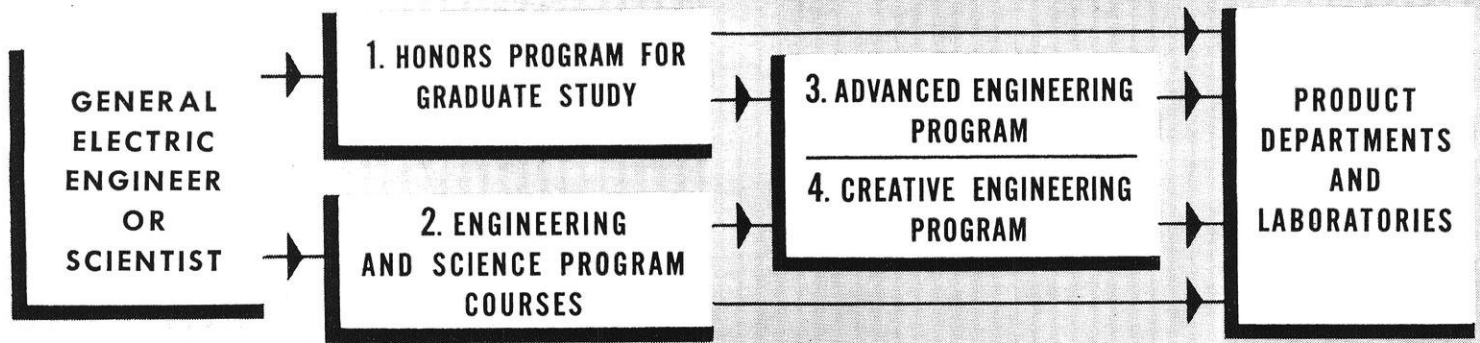 GENERAL
ELECTRIC
ENGINEER
OR
SCIENTIST
1. HONORS PROGRAM FOR
GRADUATE STUDY
2. ENGINEERING
AND SCIENCE PROGRAM
COURSES
3. ADVANCED ENGINEERING
PROGRAM
4. CREATIVE ENGINEERING
PROGRAM
PRODUCT
DEPARTMENTS
AND
LABORATORIES